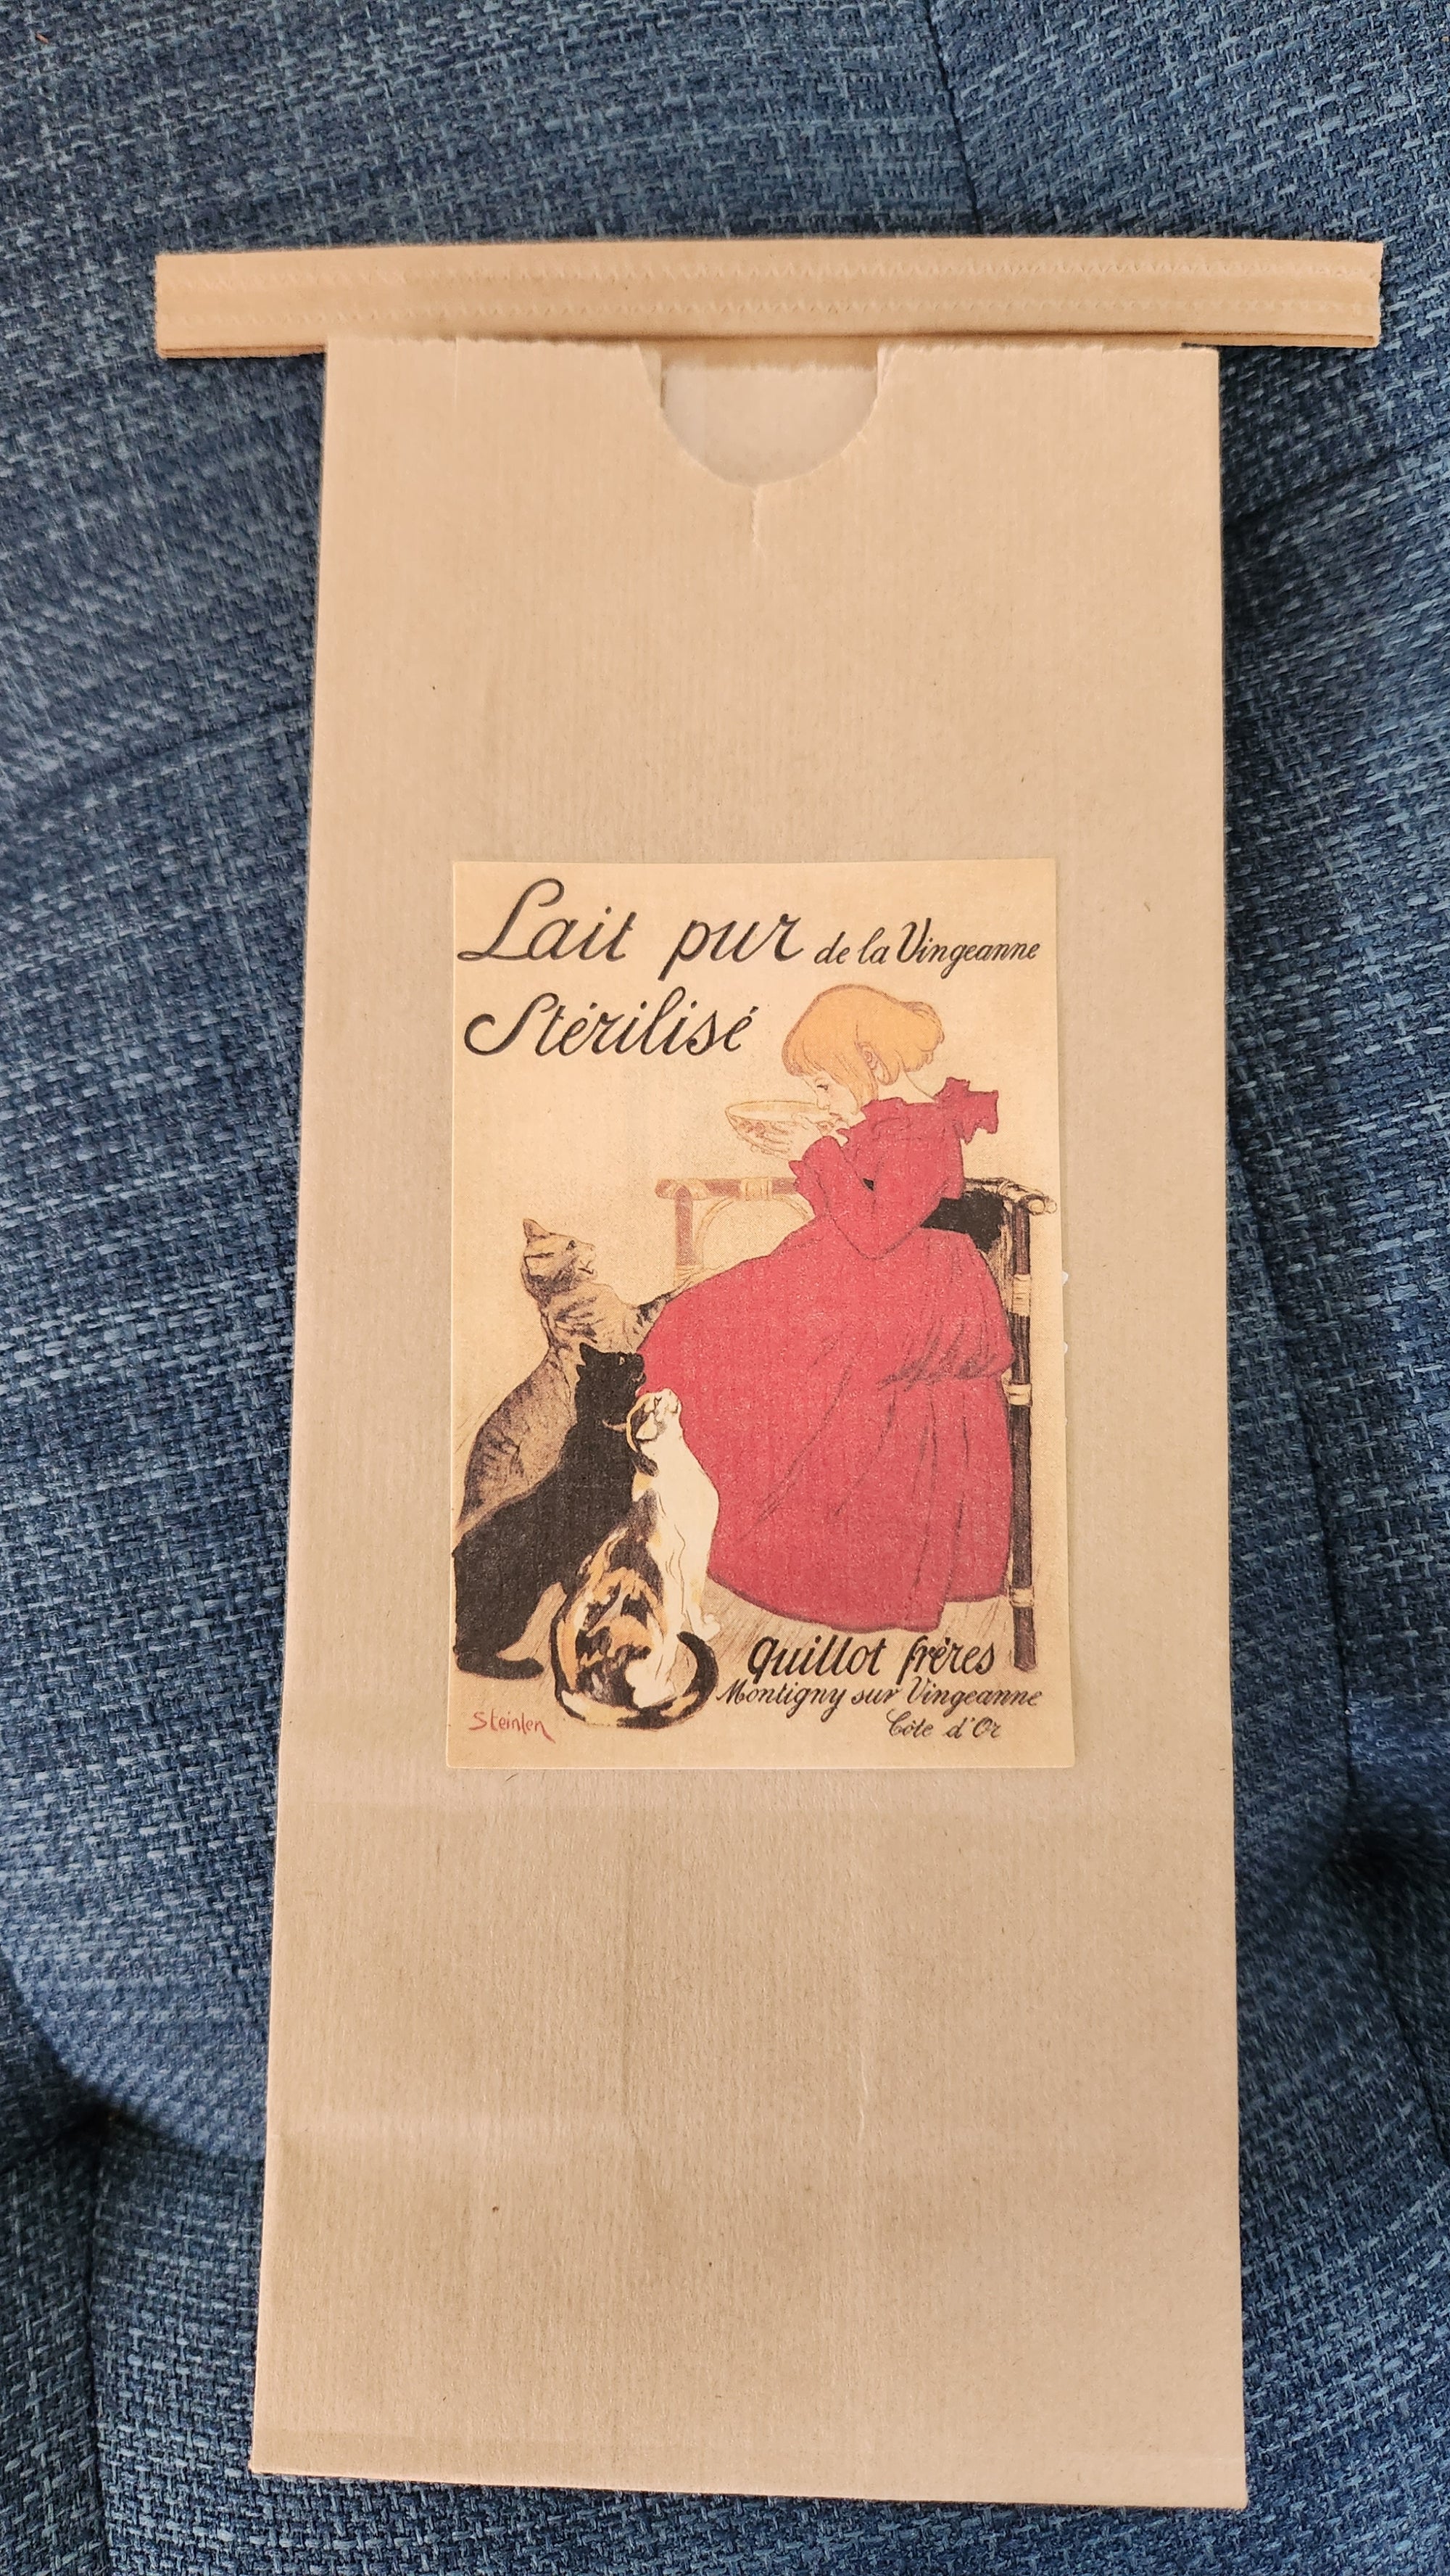 Lait pur de la Vingeanne
Stérilisé
Quillot frères
Montigny sur Vingeanne
Côte d'Or
Steinlen